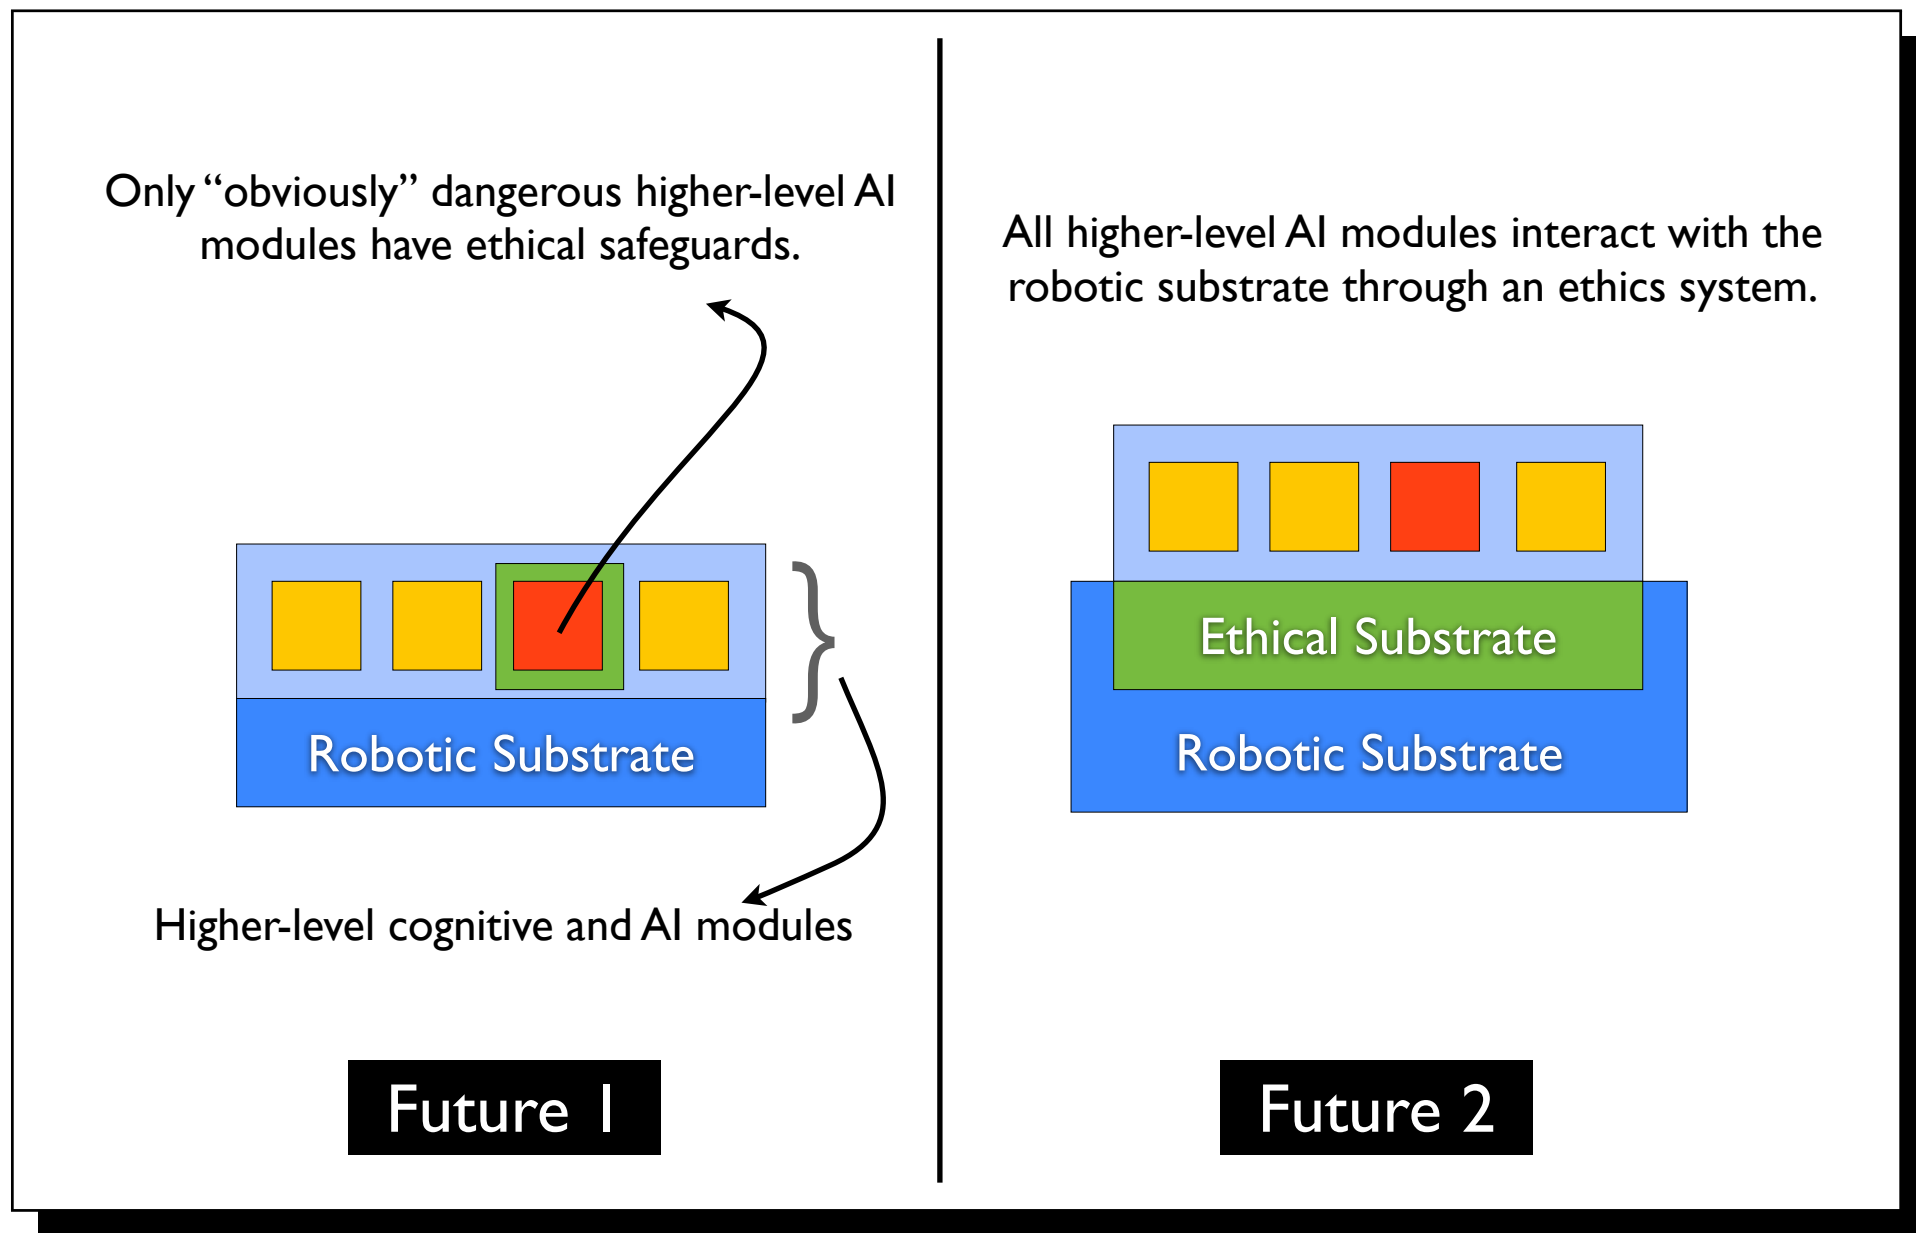 Only “obviously” dangerous higher-level AI
modules have ethical safeguards.
}
Robotic Substrate
Higher-level cognitive and AI modules
Future 1
All higher-level AI modules interact with the
robotic substrate through an ethics system.
Ethical Substrate
Robotic Substrate
Future 2